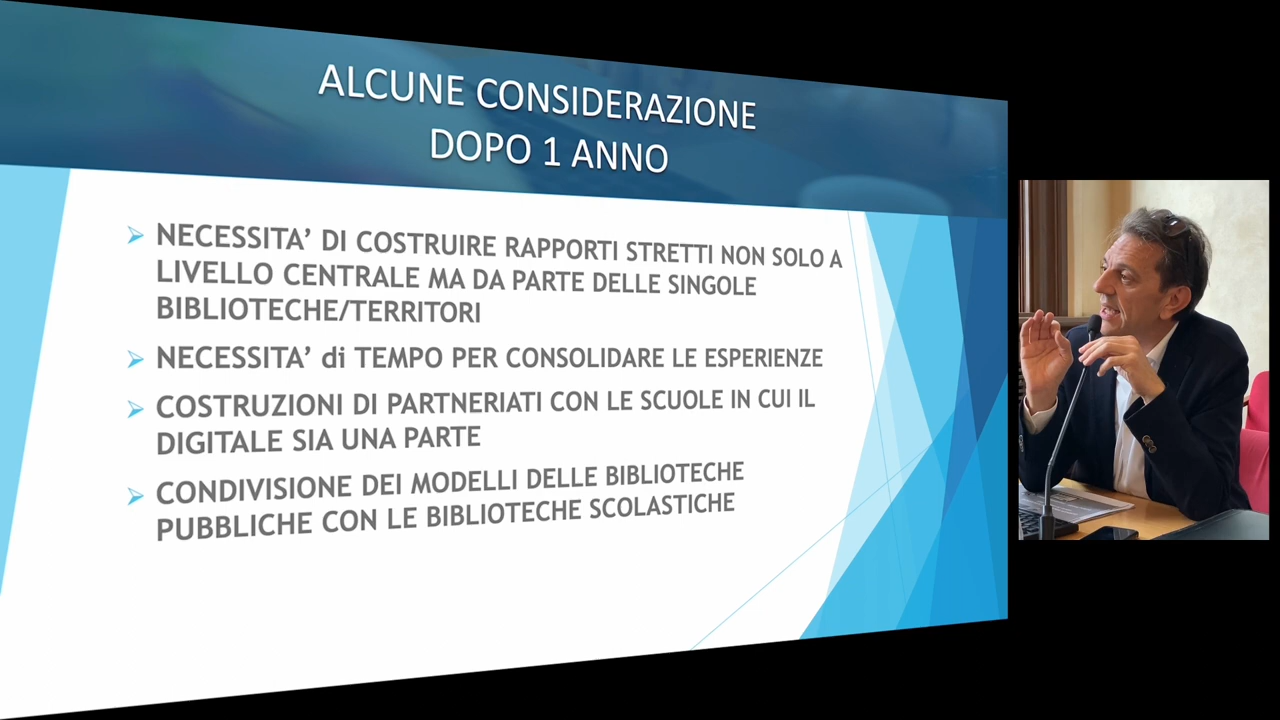 ALCUNE CONSIDERAZIONE
DOPO 1 ANNO
NECESSITA' DI COSTRUIRE RAPPORTI STRETTI NON SOLO A
LIVELLO CENTRALE MA DA PARTE DELLE SINGOLE
BIBLIOTECHE/TERRITORI
NECESSITA' di TEMPO PER CONSOLIDARE LE ESPERIENZE
COSTRUZIONI DI PARTNERIATI CON LE SCUOLE IN CUI IL
DIGITALE SIA UNA PARTE
CONDIVISIONE DEI MODELLI DELLE BIBLIOTECHE
PUBBLICHE CON LE BIBLIOTECHE SCOLASTICHE